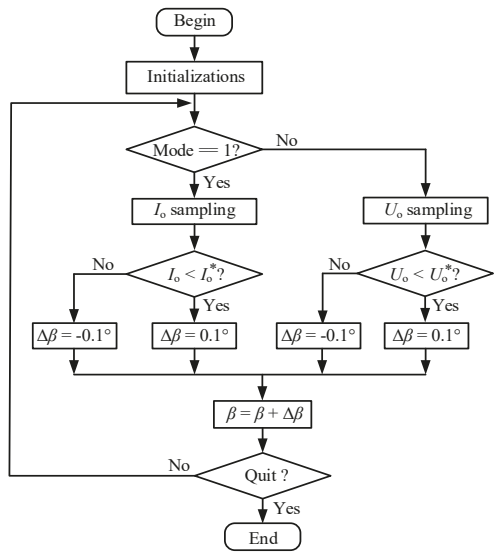 Begin
Initializations
Mode == 1?
No
Yes
Iₒ sampling
Uₒ sampling
No
Iₒ < Iₒ*?
No
Uₒ < Uₒ*?
Yes
Yes
Δβ = -0.1°
Δβ = 0.1°
Δβ = -0.1°
Δβ = 0.1°
β = β + Δβ
No
Quit ?
Yes
End